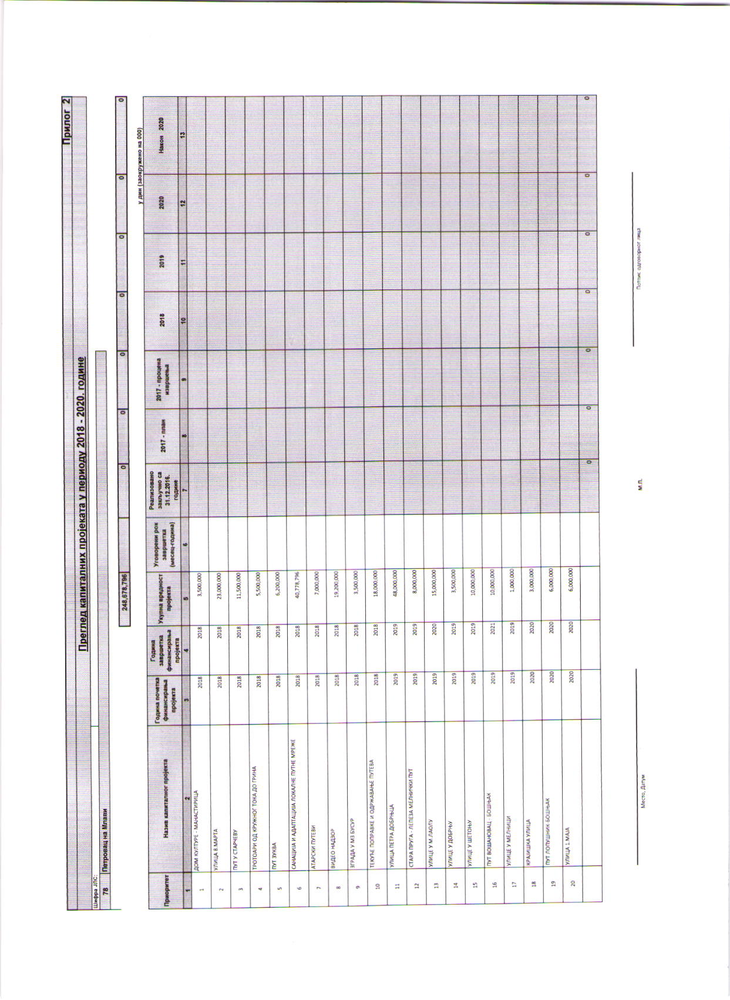 Прилог 2
Преглед капиталних пројеката у периоду 2018 - 2020. године
Шифра ЈЛС:
78 Петровац на Млави
248,678,796 0 0 0 0 0 0 0
у дин (заокружено на 000)
Приоритет Назив капиталног пројекта Година почетка финансирања пројекта Година завршетка финансирања пројекта Укупна вредност пројекта Уговорени рок завршетка (месец-година) Реализовано закључно са 31.12.2016. године 2017 - план 2017 - процена извршења 2018 2019 2020 Након 2020
1 2 3 4 5 6 7 8 9 10 11 12 13
1 ДОМ КУЛТУРЕ - МАНАСТИРИЦА 2018 2018 3,500,000
2 УЛИЦА 8.МАРТА 2018 2018 23,000,000
3 ПУТ У СТАРЧЕВУ 2018 2018 11,500,000
4 ТРОТОАРИ ОД КРУЖНОГ ТОКА ДО ГРИНА 2018 2018 5,500,000
5 ПУТ ЗУКВА 2018 2018 6,200,000
6 САНАЦИЈА И АДАПТАЦИЈА ЛОКАЛНЕ ПУТНЕ МРЕЖЕ 2018 2018 40,778,796
7 АТАРСКИ ПУТЕВИ 2018 2018 7,000,000
8 ВИДЕО НАДЗОР 2018 2018 19,200,000
9 ЗГРАДА У МЗ БУСУР 2018 2018 3,500,000
10 ТЕКУЋЕ ПОПРАВКЕ И ОДРЖАВАЊЕ ПУТЕВА 2018 2018 18,000,000
11 УЛИЦА ПЕТРА ДОБРЊЦА 2019 2019 48,000,000
12 СТАРА ПРУГА - ЛЕПЕЗА МЕЛНИЧКИ ПУТ 2019 2019 8,000,000
13 УЛИЦЕ У М.ЛАОЛУ 2019 2020 15,000,000
14 УЛИЦЕ У ДОБРЊУ 2019 2019 3,500,000
15 УЛИЦЕ У ШЕТОЊУ 2019 2019 10,000,000
16 ПУТ ВОШАНОВАЦ - БОШЊАК 2019 2021 10,000,000
17 УЛИЦЕ У МЕЛНИЦИ 2019 2019 1,000,000
18 КРАЈИШКА УЛИЦА 2020 2020 3,000,000
19 ПУТ ЛОПУШНИК-БОШЊАК 2020 2020 6,000,000
20 УЛИЦА 1.МАЈА 2020 2020 6,000,000
0 0 0 0 0 0 0
Место, Датум
М.П.
Потпис одговорног лица